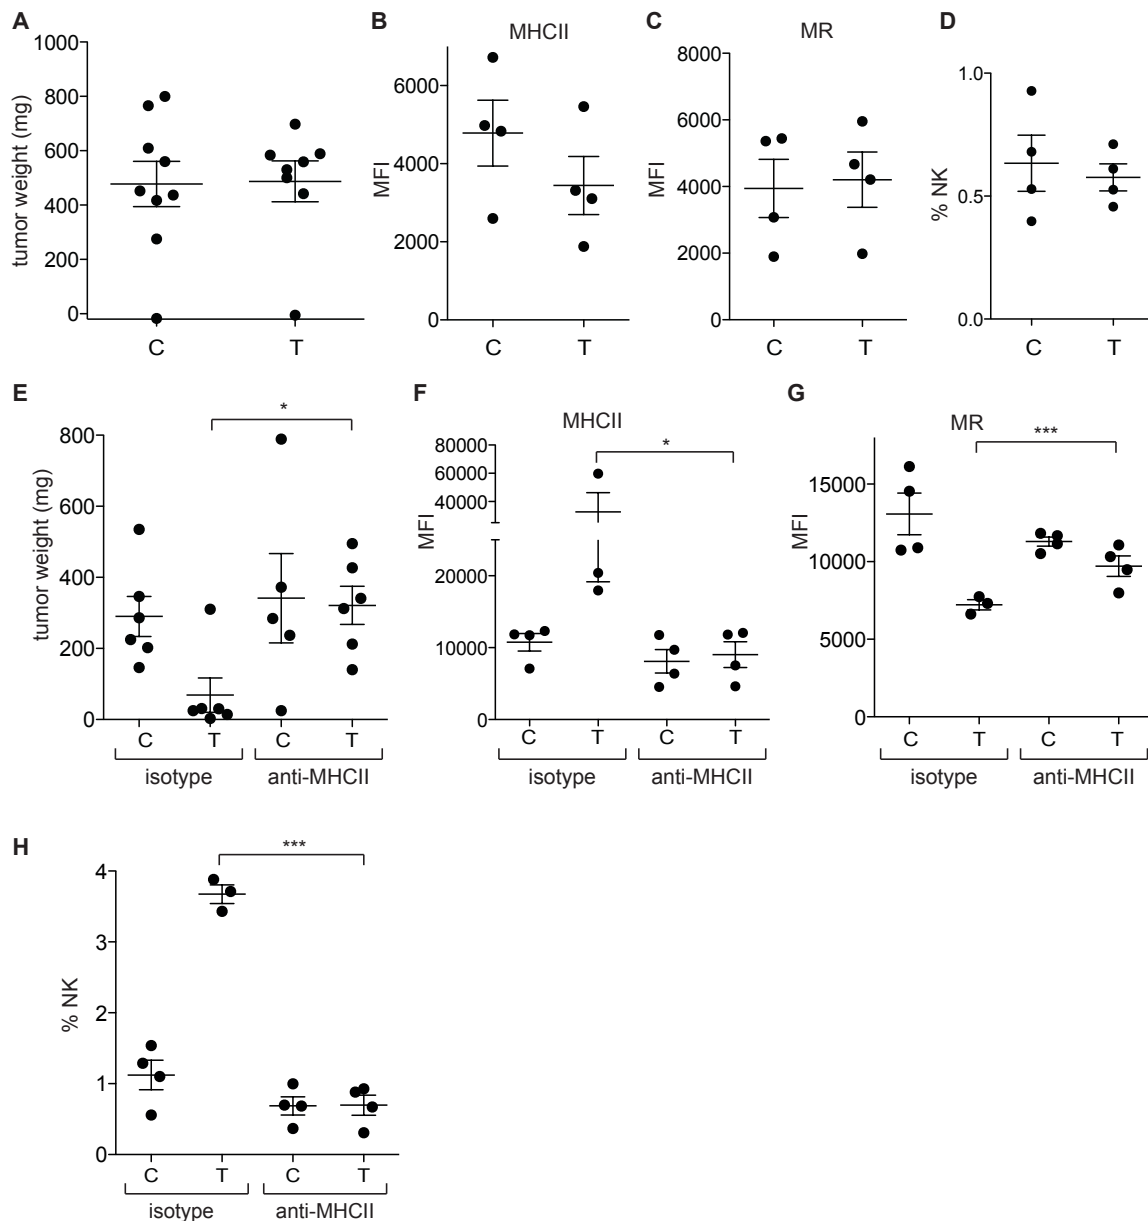 A
tumor weight (mg)
1000
800
600
400
200
0
C T
B
MHCII
MFI
6000
4000
2000
0
C T
C
MR
MFI
8000
6000
4000
2000
0
C T
D
% NK
1.0
0.5
0.0
C T
E
tumor weight (mg)
800
600
400
200
0
*
C T C T
isotype anti-MHCII
F
MHCII
MFI
80000
60000
40000
20000
10000
0
*
C T C T
isotype anti-MHCII
G
MR
MFI
15000
10000
5000
0
***
C T C T
isotype anti-MHCII
H
% NK
4
3
2
1
0
***
C T C T
isotype anti-MHCII